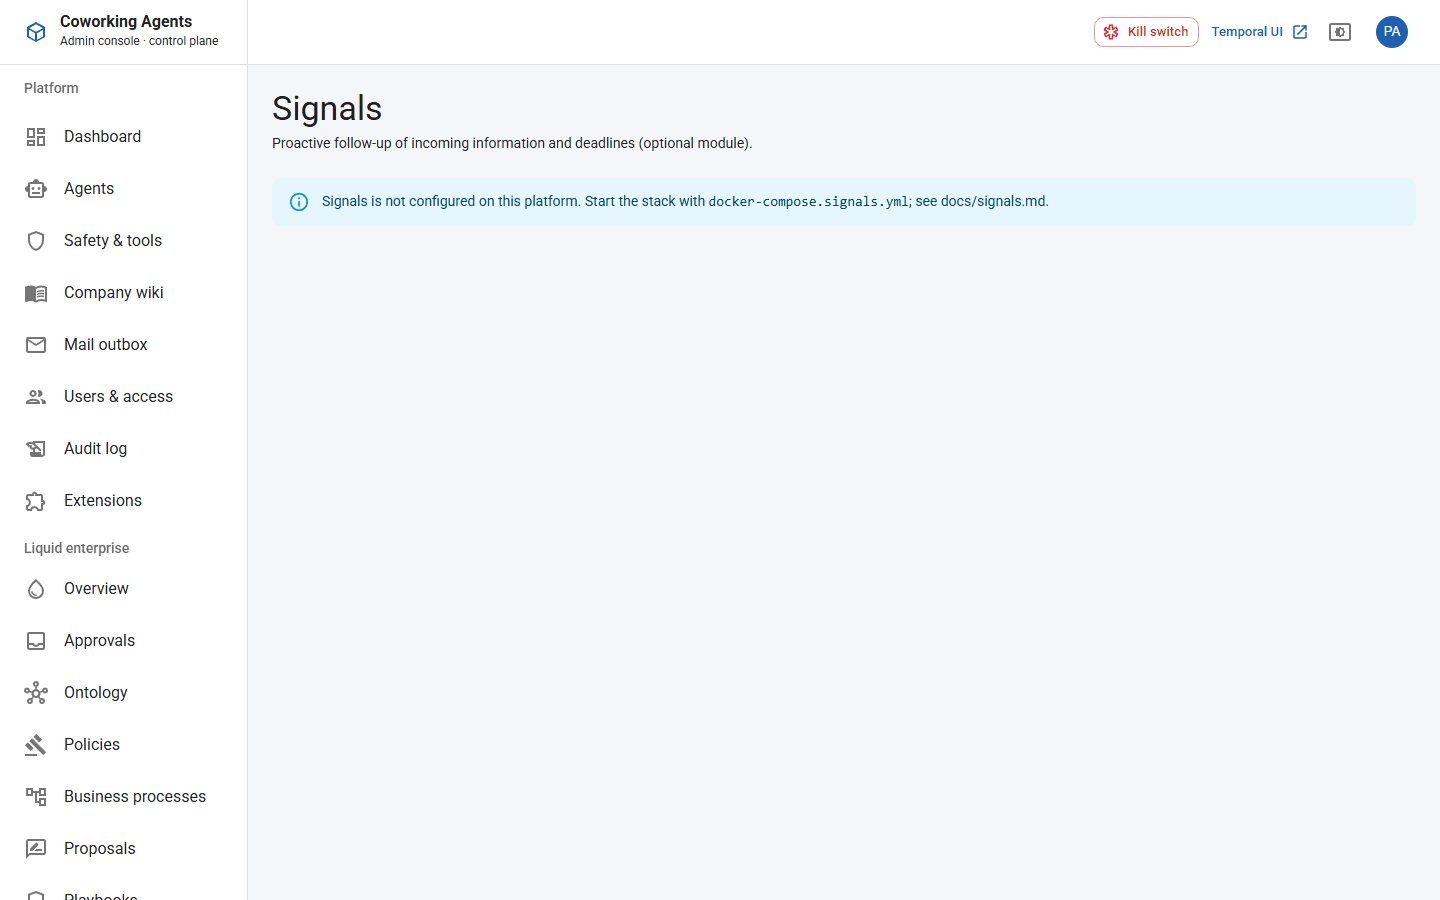 Coworking Agents
Admin console · control plane
Kill switch
Temporal UI
PA
Platform
Dashboard
Agents
Safety & tools
Company wiki
Mail outbox
Users & access
Audit log
Extensions
Liquid enterprise
Overview
Approvals
Ontology
Policies
Business processes
Proposals
Playbooks
Signals
Proactive follow-up of incoming information and deadlines (optional module).
Signals is not configured on this platform. Start the stack with docker-compose.signals.yml; see docs/signals.md.